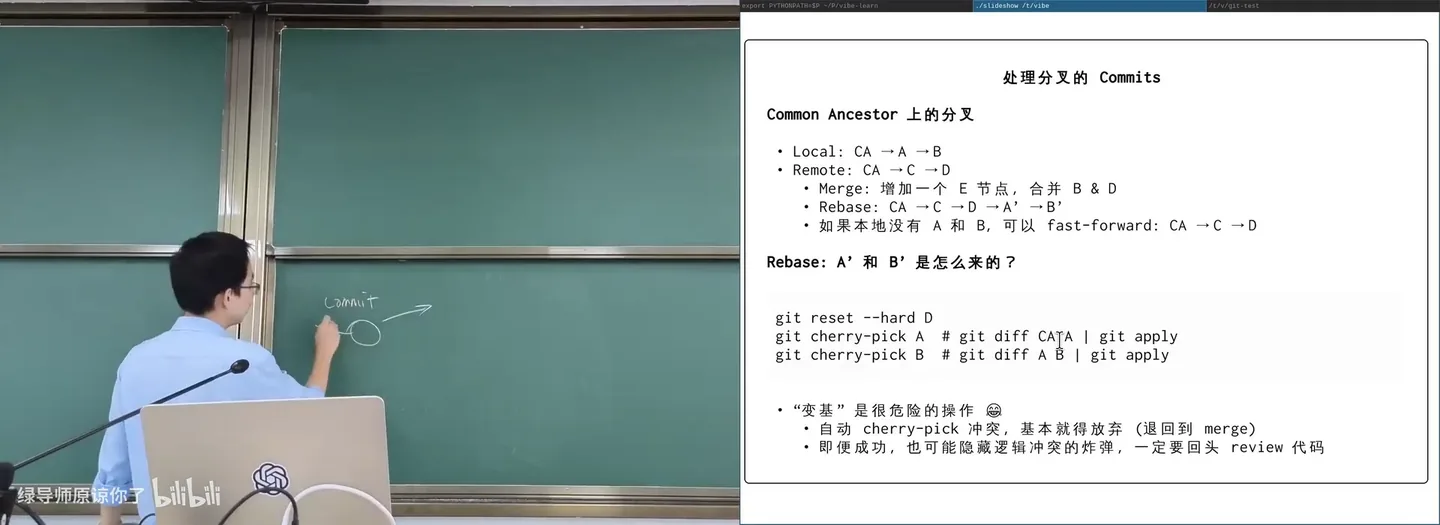 export PYTHONPATH=$P ~/P/vibe-learn
./slideshow /t/vibe
/t/v/git-test
处理分叉的 Commits
Common Ancestor 上的分叉
• Local: CA →A →B
• Remote: CA →C →D
• Merge: 增加一个 E 节点, 合并 B & D
• Rebase: CA →C →D →A’ →B’
• 如果本地没有 A 和 B, 可以 fast-forward: CA →C →D
Rebase: A’ 和 B’ 是怎么来的？
git reset --hard D
git cherry-pick A # git diff CA A | git apply
git cherry-pick B # git diff A B | git apply
• “变基” 是很危险的操作 😂
• 自动 cherry-pick 冲突, 基本就得放弃 (退回到 merge)
• 即便成功, 也可能隐藏逻辑冲突的炸弹, 一定要回头 review 代码
commit
绿导师原谅你了 bilibili